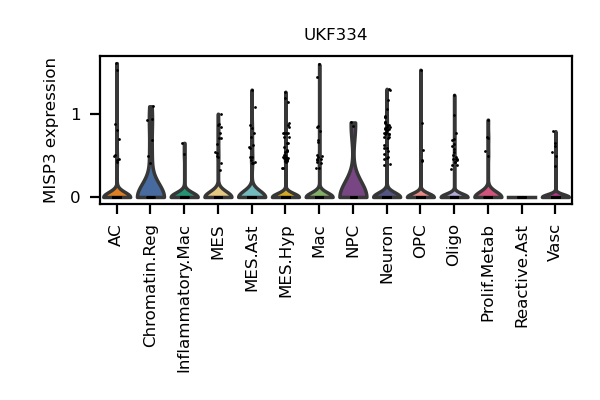 UKF334
MISP3 expression
1
0
AC
Chromatin.Reg
Inflammatory.Mac
MES
MES.Ast
MES.Hyp
Mac
NPC
Neuron
OPC
Oligo
Prolif.Metab
Reactive.Ast
Vasc